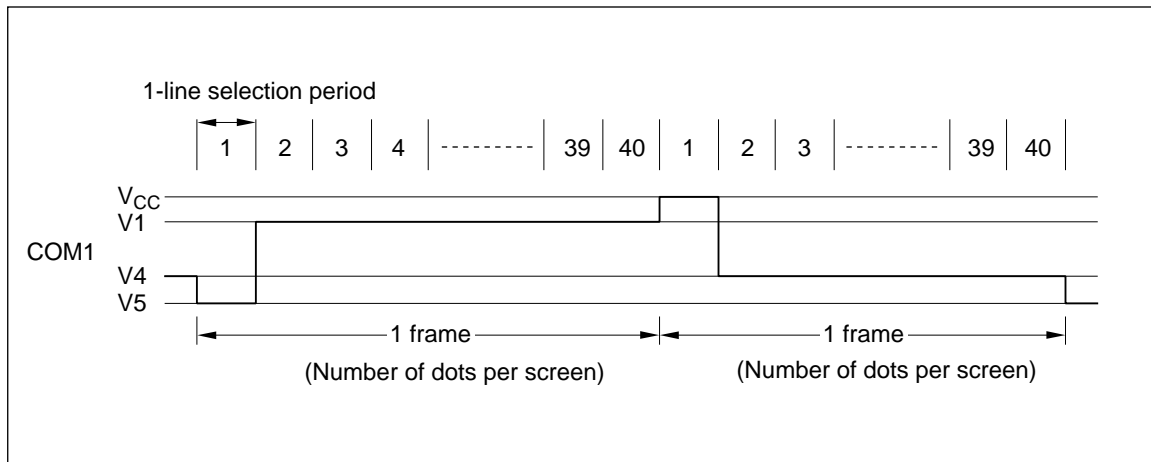 1-line selection period
1 2 3 4 39 40 1 2 3 39 40
VCC
V1
COM1
V4
V5
1 frame 1 frame
(Number of dots per screen) (Number of dots per screen)